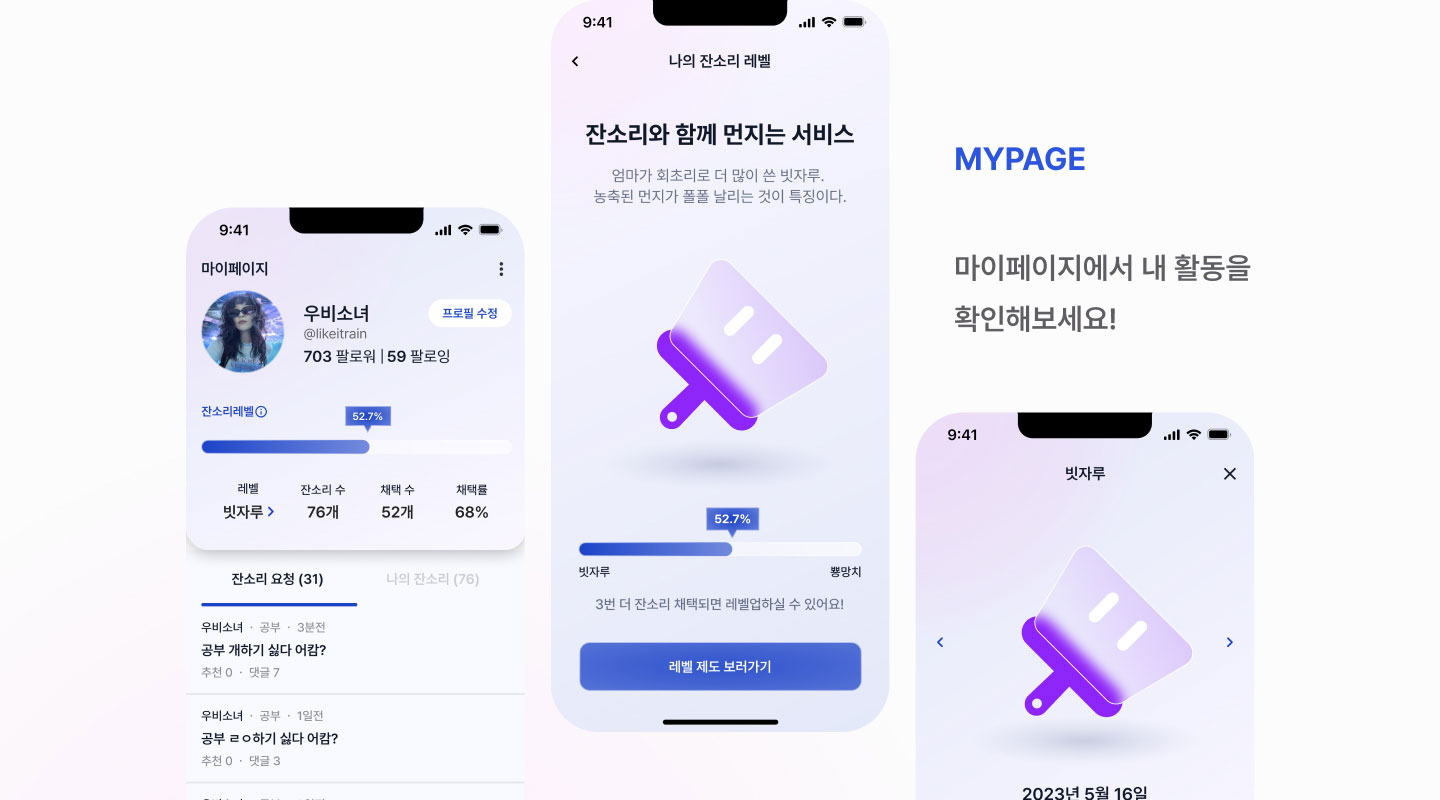 9:41
마이페이지
우비소녀
프로필 수정
@likeitrain
703 팔로워 | 59 팔로잉
잔소리레벨
52.7%
레벨 잔소리 수 채택 수 채택률
빗자루 76개 52개 68%
잔소리 요청 (31) 나의 잔소리 (76)
우비소녀 · 공부 · 3분전
공부 개하기 싫다 어캄?
추천 0 · 댓글 7
우비소녀 · 공부 · 1일전
공부 ㄹㅇ하기 싫다 어캄?
추천 0 · 댓글 3
9:41
나의 잔소리 레벨
잔소리와 함께 먼지는 서비스
엄마가 회초리로 더 많이 쓴 빗자루.
농축된 먼지가 폴폴 날리는 것이 특징이다.
52.7%
빗자루 뿅망치
3번 더 잔소리 채택되면 레벨업하실 수 있어요!
레벨 제도 보러가기
MYPAGE
마이페이지에서 내 활동을
확인해보세요!
9:41
빗자루
2023년 5월 16일